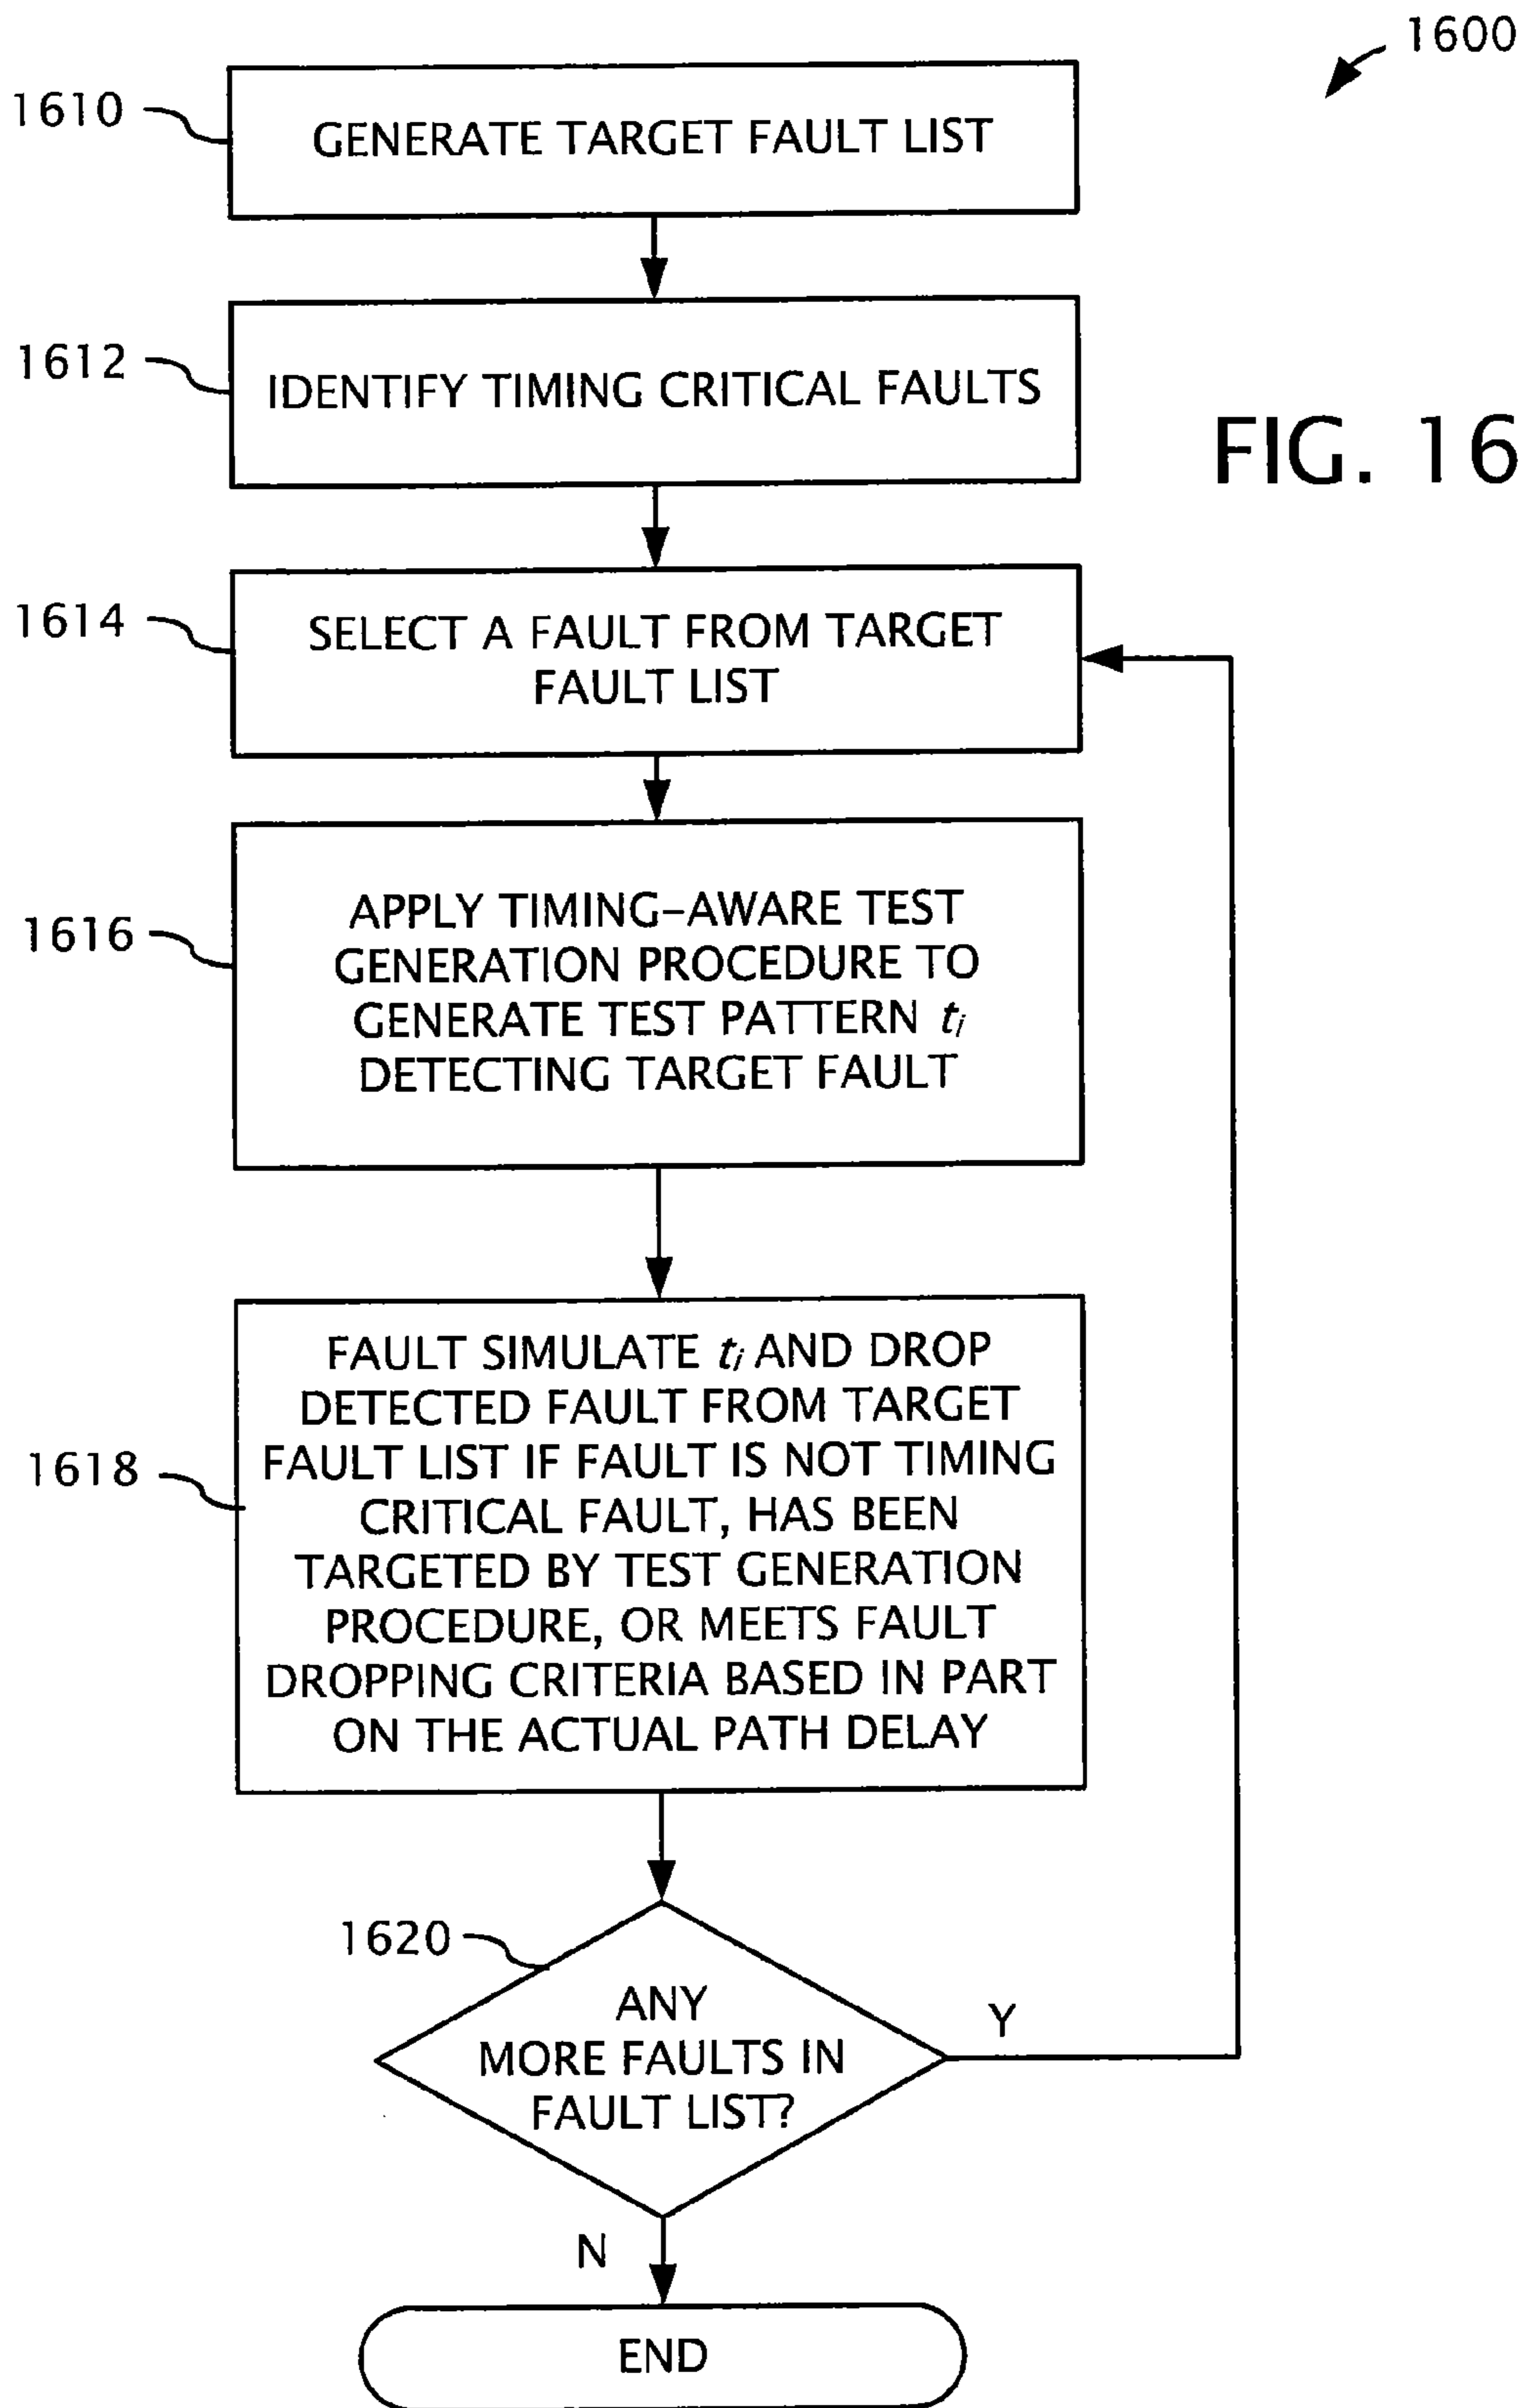 1600
1610
GENERATE TARGET FAULT LIST
1612
IDENTIFY TIMING CRITICAL FAULTS
FIG. 16
1614
SELECT A FAULT FROM TARGET
FAULT LIST
1616
APPLY TIMING-AWARE TEST
GENERATION PROCEDURE TO
GENERATE TEST PATTERN ti
DETECTING TARGET FAULT
1618
FAULT SIMULATE ti AND DROP
DETECTED FAULT FROM TARGET
FAULT LIST IF FAULT IS NOT TIMING
CRITICAL FAULT, HAS BEEN
TARGETED BY TEST GENERATION
PROCEDURE, OR MEETS FAULT
DROPPING CRITERIA BASED IN PART
ON THE ACTUAL PATH DELAY
1620
ANY
MORE FAULTS IN
FAULT LIST?
Y
N
END